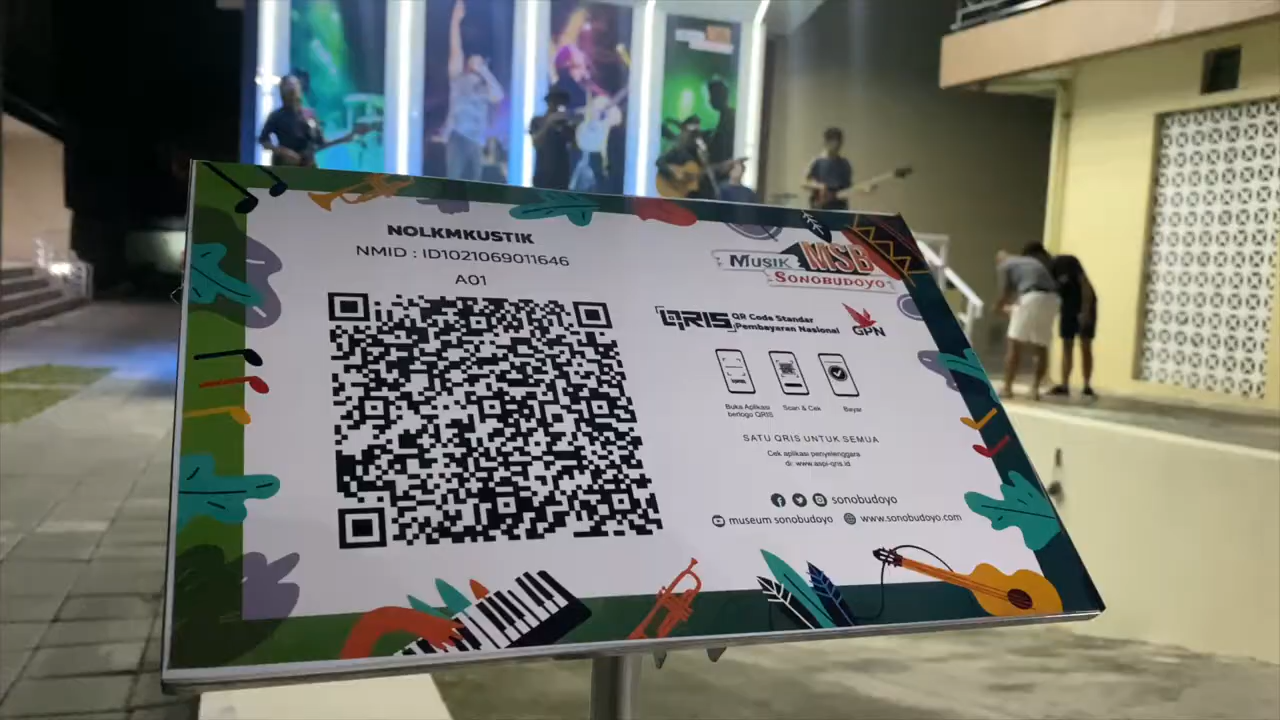 NOLKMKUSTIK
NMID : ID1021069011646
A01
MUSIK MSB
SONOBUDOYO
QRIS QR Code Standar
Pembayaran Nasional
GPN
Buka Aplikasi
berlogo QRIS
Scan & Cek
Bayar
SATU QRIS UNTUK SEMUA
Cek aplikasi penyelenggara
di: www.aspi-qris.id
sonobudoyo
museum sonobudoyo www.sonobudoyo.com